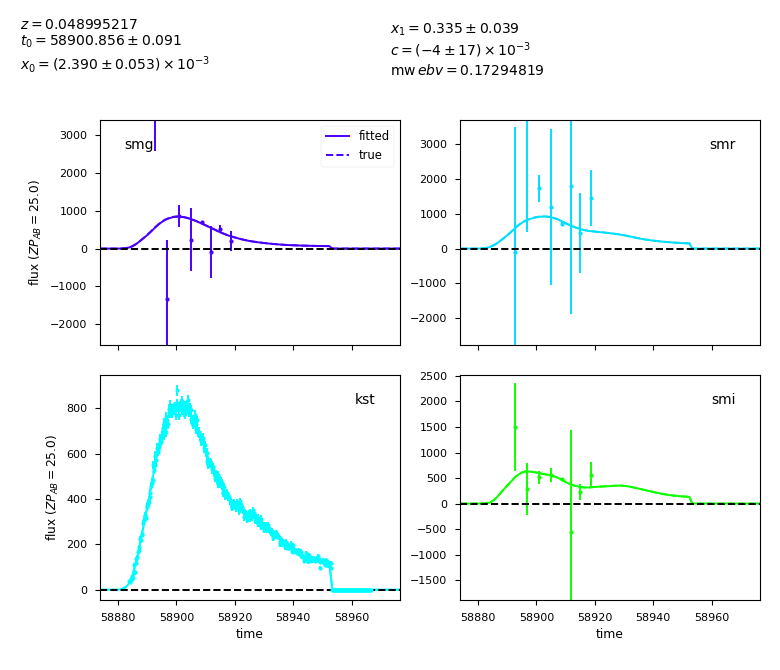 z = 0.048995217
t₀ = 58900.856 ± 0.091
x₀ = (2.390 ± 0.053) × 10⁻³
x₁ = 0.335 ± 0.039
c = (−4 ± 17) × 10⁻³
mw ebv = 0.17294819
smg
fitted
true
3000
2000
1000
0
−1000
−2000
flux (ZP_AB = 25.0)
smr
3000
2000
1000
0
−1000
−2000
kst
800
600
400
200
0
flux (ZP_AB = 25.0)
58880 58900 58920 58940 58960
time
smi
2500
2000
1500
1000
500
0
−500
−1000
−1500
58880 58900 58920 58940 58960
time